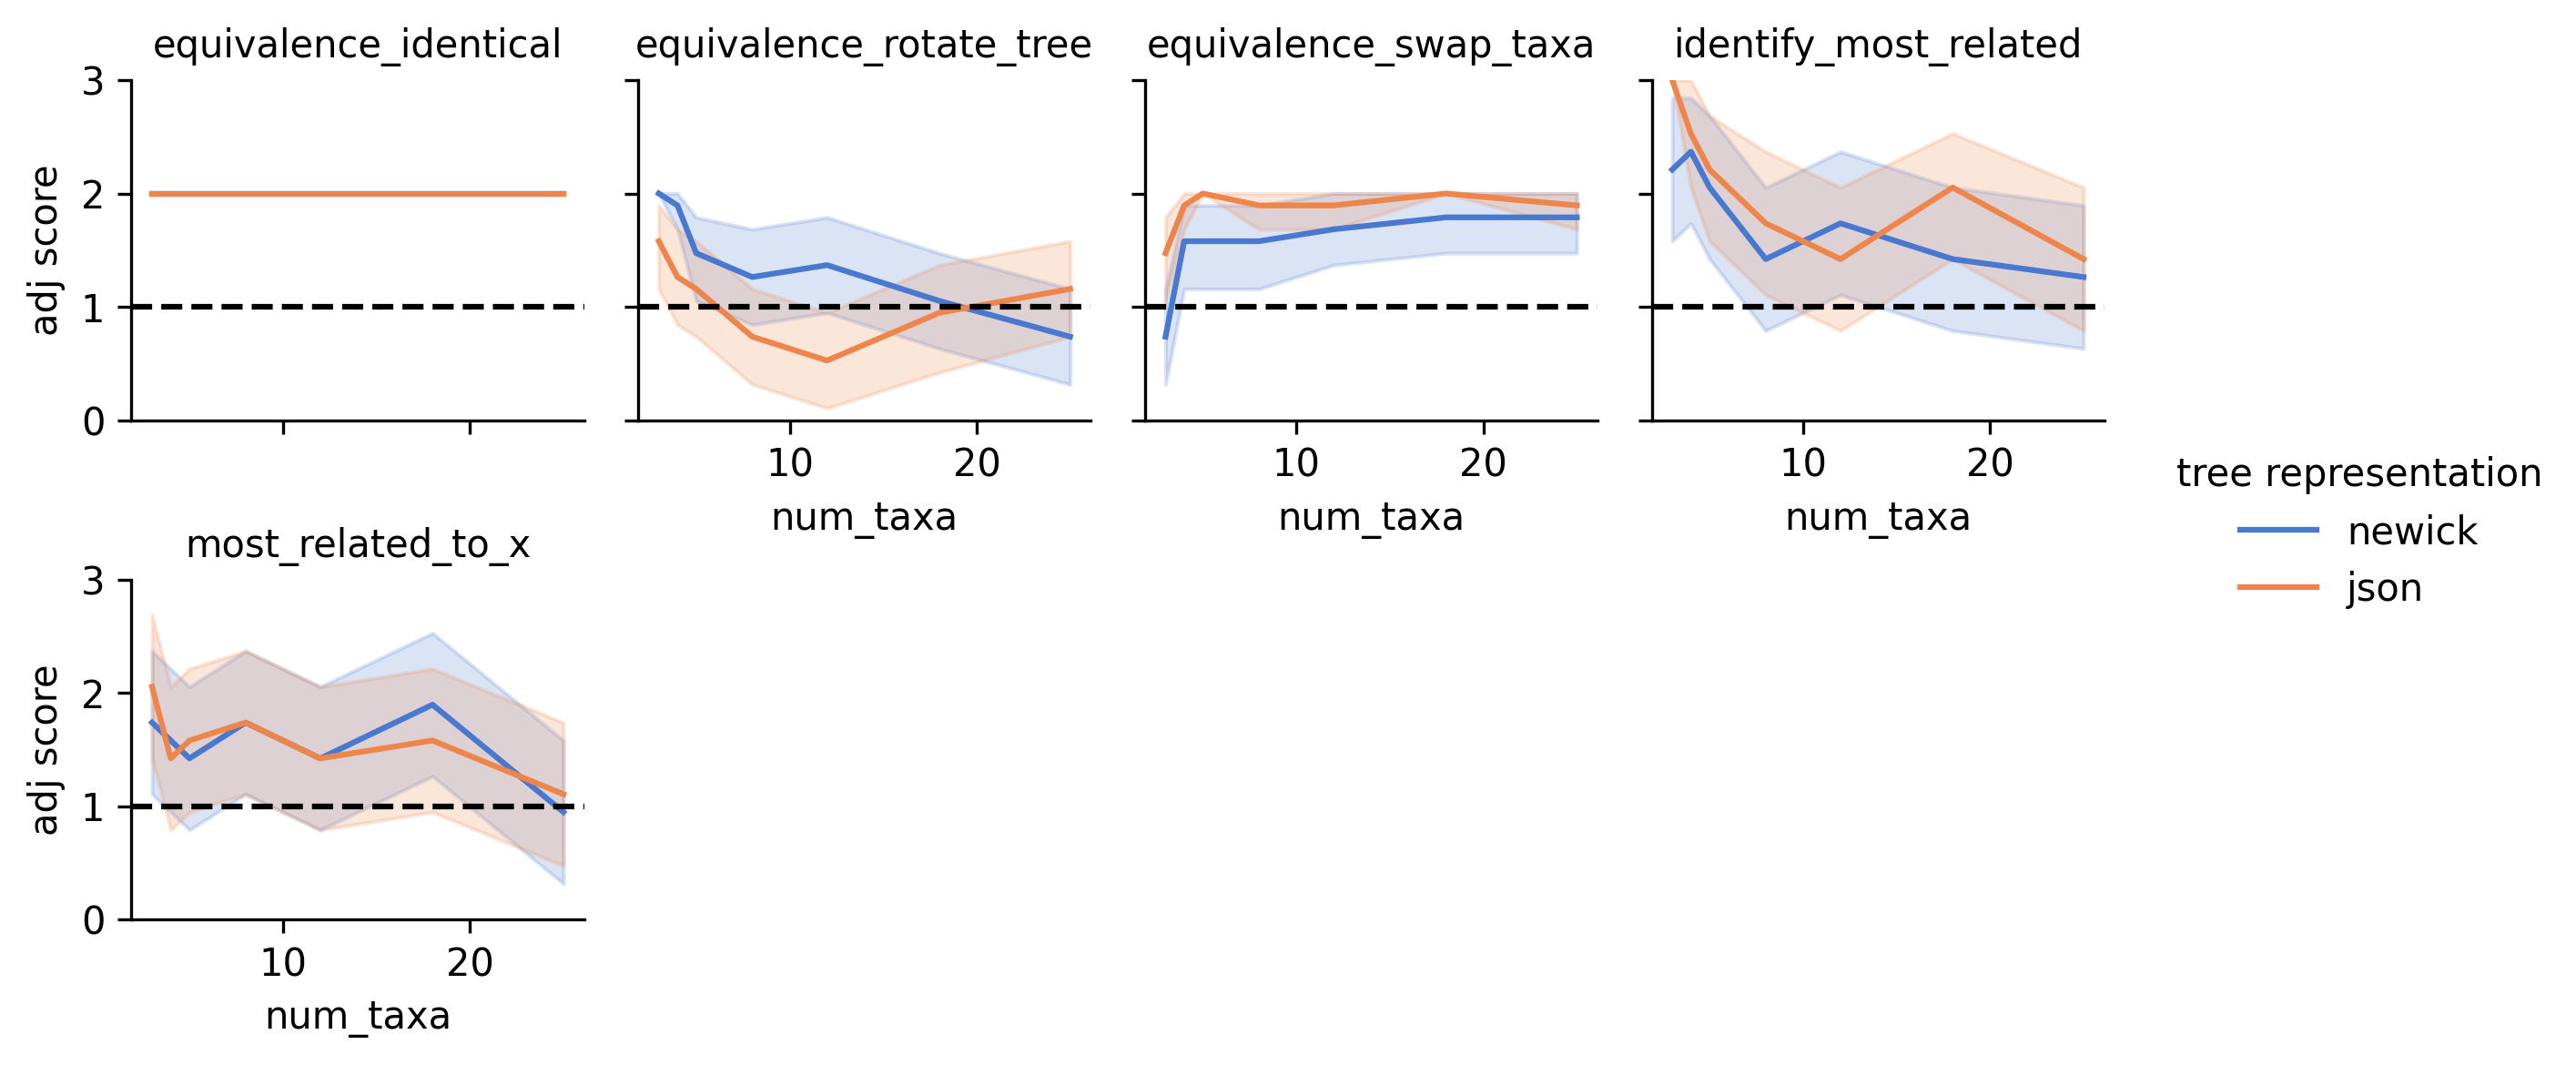 equivalence_identical
equivalence_rotate_tree
equivalence_swap_taxa
identify_most_related
3
2
1
0
adj score
10
20
num_taxa
10
20
num_taxa
10
20
num_taxa
tree representation
newick
json
most_related_to_x
3
2
1
0
adj score
10
20
num_taxa